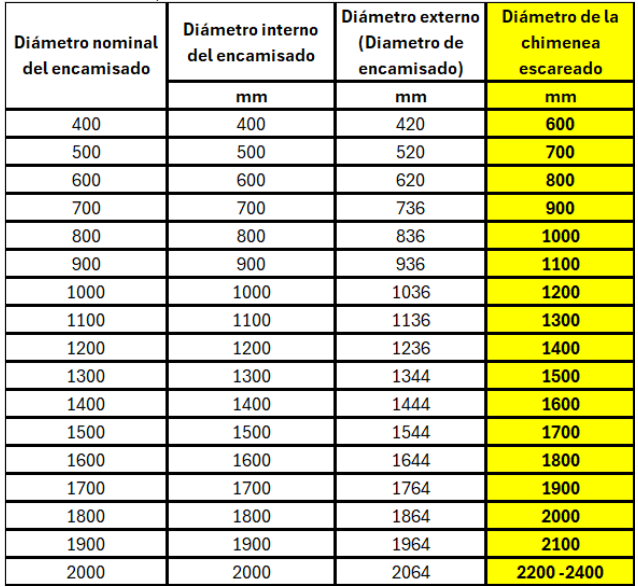 Diámetro nominal del encamisado | Diámetro interno del encamisado | Diámetro externo (Diametro de encamisado) | Diámetro de la chimenea escareado
mm | mm | mm
400 | 400 | 420 | 600
500 | 500 | 520 | 700
600 | 600 | 620 | 800
700 | 700 | 736 | 900
800 | 800 | 836 | 1000
900 | 900 | 936 | 1100
1000 | 1000 | 1036 | 1200
1100 | 1100 | 1136 | 1300
1200 | 1200 | 1236 | 1400
1300 | 1300 | 1344 | 1500
1400 | 1400 | 1444 | 1600
1500 | 1500 | 1544 | 1700
1600 | 1600 | 1644 | 1800
1700 | 1700 | 1764 | 1900
1800 | 1800 | 1864 | 2000
1900 | 1900 | 1964 | 2100
2000 | 2000 | 2064 | 2200 -2400